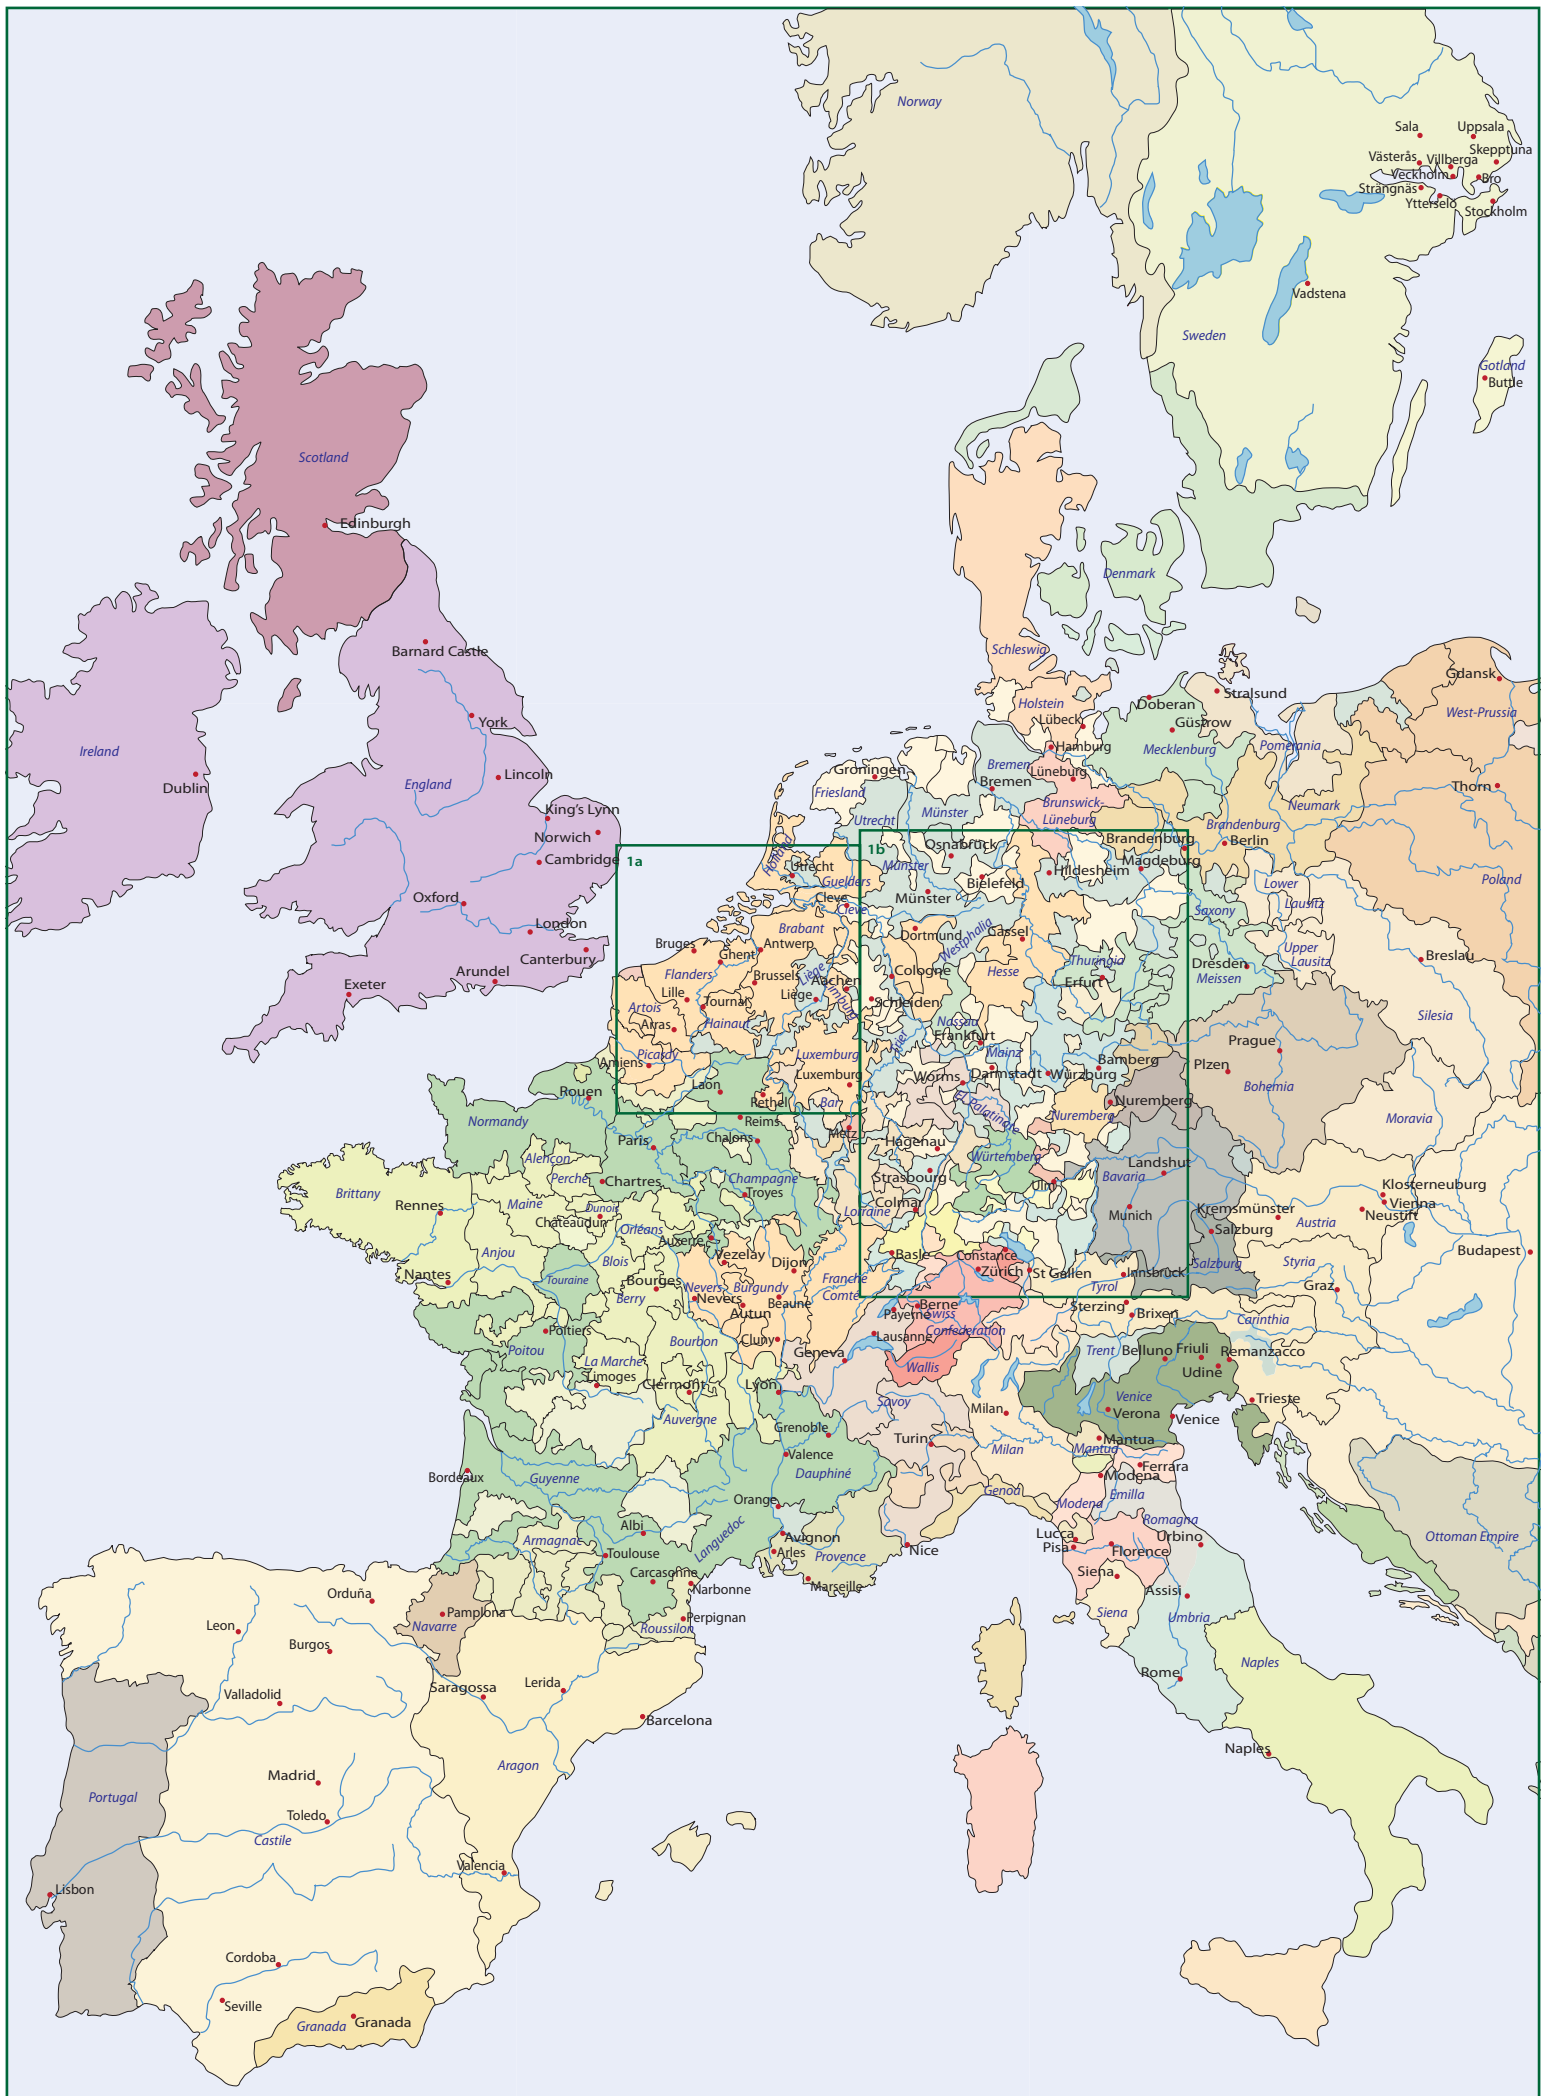 Norway
Sala
Uppsala
Skepptuna
Västerås
Villberga
Veckholm
Bro
Strängnäs
Ytterselö
Stockholm
Vadstena
Sweden
Gotland
Buttle
Scotland
Edinburgh
Denmark
Barnard Castle
Schleswig
Gdansk
Stralsund
Doberan
Holstein
Lübeck
Güstrow
West-Prussia
York
Ireland
Hamburg
Mecklenburg
Pomerania
Bremen
Groningen
Lüneburg
Lincoln
England
Dublin
Bremen
Friesland
Thorn
King's Lynn
Münster
Brunswick-
Lüneburg
Neumark
Utrecht
Brandenburg
Norwich
Brandenburg
Berlin
Osnabrück
1a
1b
Cambridge
Holland
Utrecht
Münster
Magdeburg
Hildesheim
Guelders
Bielefeld
Lower
Lausitz
Poland
Oxford
Cleve
Cleve
Münster
Saxony
London
Brabant
Dortmund
Westphalia
Cassel
Bruges
Antwerp
Ghent
Upper
Lausitz
Canterbury
Breslau
Arundel
Flanders
Brussels
Liège
Aachen
Cologne
Hesse
Thuringia
Dresden
Meissen
Exeter
Lille
Liège
Limburg
Erfurt
Tournai
Schleiden
Artois
Arras
Hainaut
Nassau
Silesia
Frankfurt
Trier
Prague
Amiens
Picardy
Luxemburg
Mainz
Bamberg
Plzen
Luxemburg
Worms
Darmstadt
Würzburg
Bohemia
Rouen
Laon
Rethel
Bar
El Palatinate
Nuremberg
Nuremberg
Normandy
Reims
Moravia
Metz
Paris
Chalons
Hagenau
Alençon
Würtemberg
Landshut
Perche
Chartres
Champagne
Strasbourg
Bavaria
Brittany
Troyes
Ulm
Klosterneuburg
Rennes
Maine
Dunois
Colmar
Vienna
Lorraine
Munich
Kremsmünster
Neustift
Châteaudun
Orléans
Austria
Auxerre
Salzburg
Anjou
Vezelay
Basle
Constance
Budapest
Blois
Dijon
Zürich
St Gallen
Innsbrück
Salzburg
Styria
Nantes
Touraine
Bourges
Nevers
Burgundy
Franche
Comté
Tyrol
Graz
Berry
Nevers
Beaune
Autun
Berne
Sterzing
Payerne
Swiss
Confederation
Brixen
Carinthia
Poitiers
Bourbon
Cluny
Lausanne
Poitou
Geneva
Wallis
Trent
Belluno
Friuli
Remanzacco
La Marche
Limoges
Clermont
Lyon
Udine
Savoy
Venice
Trieste
Auvergne
Milan
Verona
Venice
Grenoble
Turin
Milan
Mantua
Mantua
Valence
Bordeaux
Guyenne
Dauphiné
Ferrara
Modena
Genoa
Emilla
Orange
Modena
Romagna
Albi
Languedoc
Lucca
Urbino
Armagnac
Avignon
Pisa
Florence
Ottoman Empire
Toulouse
Arles
Provence
Nice
Carcasonne
Narbonne
Marseille
Siena
Assisi
Orduña
Pamplona
Perpignan
Siena
Umbria
Leon
Navarre
Roussilon
Burgos
Naples
Rome
Valladolid
Saragossa
Lerida
Barcelona
Naples
Madrid
Aragon
Portugal
Toledo
Castile
Valencia
Lisbon
Cordoba
Seville
Granada
Granada